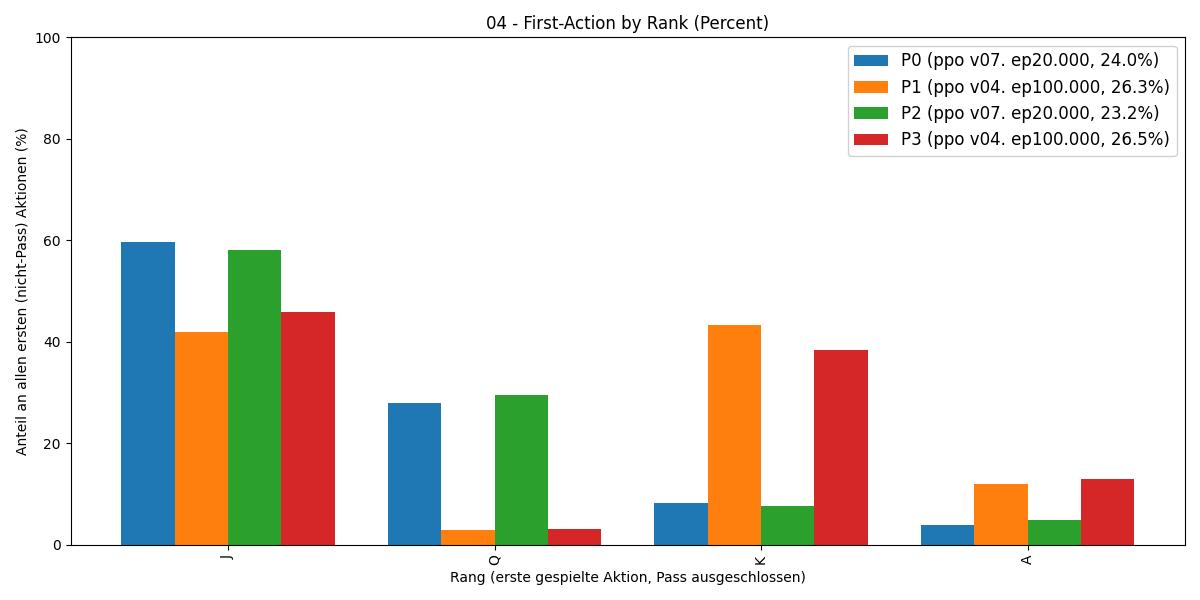 04 - First-Action by Rank (Percent)
Anteil an allen ersten (nicht-Pass) Aktionen (%)
100
80
60
40
20
0
P0 (ppo v07. ep20.000, 24.0%)
P1 (ppo v04. ep100.000, 26.3%)
P2 (ppo v07. ep20.000, 23.2%)
P3 (ppo v04. ep100.000, 26.5%)
J
Q
K
A
Rang (erste gespielte Aktion, Pass ausgeschlossen)